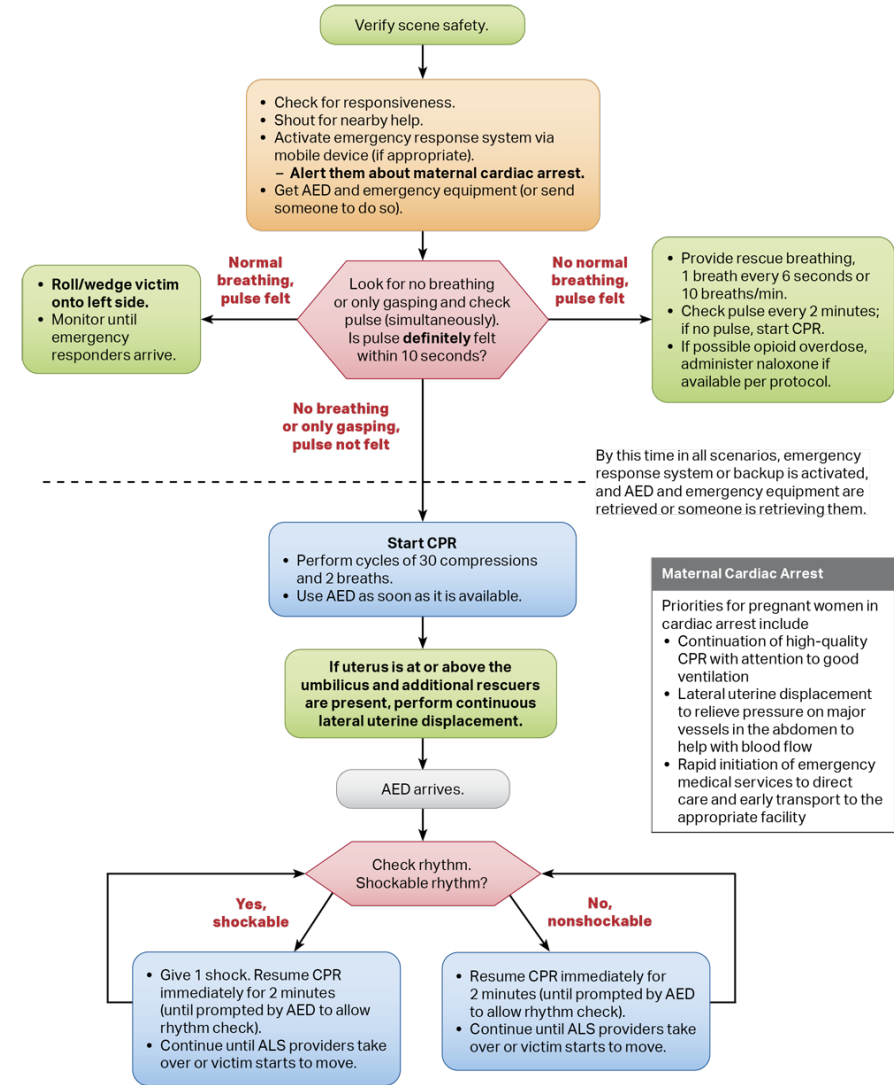 Verify scene safety.
• Check for responsiveness.
• Shout for nearby help.
• Activate emergency response system via
mobile device (if appropriate).
– Alert them about maternal cardiac arrest.
• Get AED and emergency equipment (or send
someone to do so).
Normal
breathing,
pulse felt
No normal
breathing,
pulse felt
• Roll/wedge victim
onto left side.
• Monitor until
emergency
responders arrive.
Look for no breathing
or only gasping and check
pulse (simultaneously).
Is pulse definitely felt
within 10 seconds?
• Provide rescue breathing,
1 breath every 6 seconds or
10 breaths/min.
• Check pulse every 2 minutes;
if no pulse, start CPR.
• If possible opioid overdose,
administer naloxone if
available per protocol.
No breathing
or only gasping,
pulse not felt
By this time in all scenarios, emergency
response system or backup is activated,
and AED and emergency equipment are
retrieved or someone is retrieving them.
Start CPR
• Perform cycles of 30 compressions
and 2 breaths.
• Use AED as soon as it is available.
Maternal Cardiac Arrest
Priorities for pregnant women in
cardiac arrest include
• Continuation of high-quality
CPR with attention to good
ventilation
• Lateral uterine displacement
to relieve pressure on major
vessels in the abdomen to
help with blood flow
• Rapid initiation of emergency
medical services to direct
care and early transport to the
appropriate facility
If uterus is at or above the
umbilicus and additional rescuers
are present, perform continuous
lateral uterine displacement.
AED arrives.
Check rhythm.
Shockable rhythm?
Yes,
shockable
No,
nonshockable
• Give 1 shock. Resume CPR
immediately for 2 minutes
(until prompted by AED to allow
rhythm check).
• Continue until ALS providers take
over or victim starts to move.
• Resume CPR immediately for
2 minutes (until prompted by AED
to allow rhythm check).
• Continue until ALS providers take
over or victim starts to move.